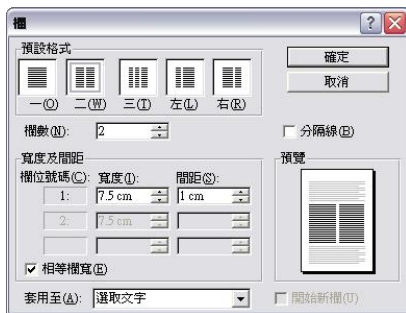 欄
預設格式
確定
取消
一(O) 二(W) 三(T) 左(L) 右(R)
欄數(N): 2
分隔線(B)
寬度及間距
預覽
欄位號碼(C): 寬度(I): 間距(S):
1: 7.5 cm 1 cm
2: 7.5 cm
相等欄寬(E)
套用至(A): 選取文字
開始新欄(U)